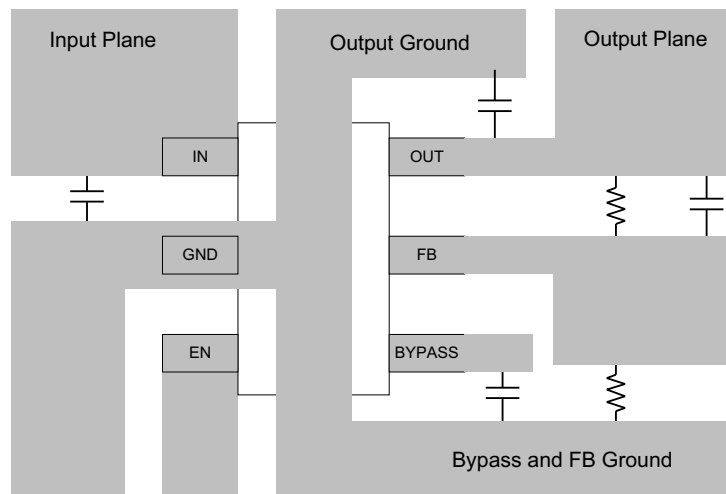 Input Plane
Output Ground
Output Plane
IN
OUT
GND
FB
EN
BYPASS
Bypass and FB Ground